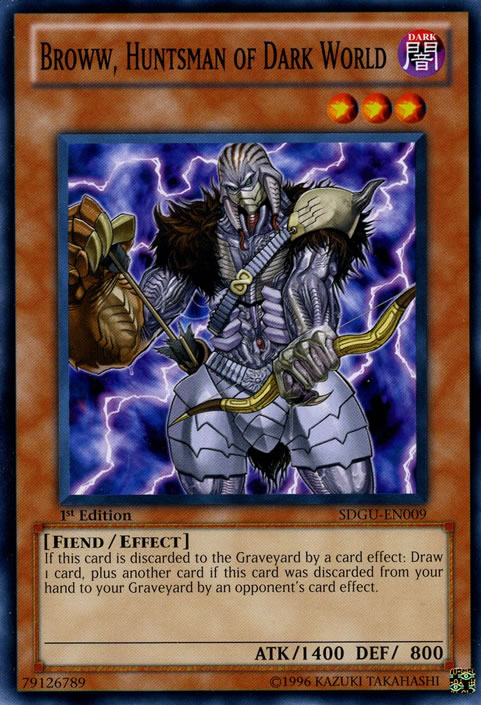 BROWW, HUNTSMAN OF DARK WORLD
DARK
闇
1st Edition
SDGU-EN009
[FIEND / EFFECT]
If this card is discarded to the Graveyard by a card effect: Draw
1 card, plus another card if this card was discarded from your
hand to your Graveyard by an opponent's card effect.
ATK/1400 DEF/ 800
79126789
©1996 KAZUKI TAKAHASHI